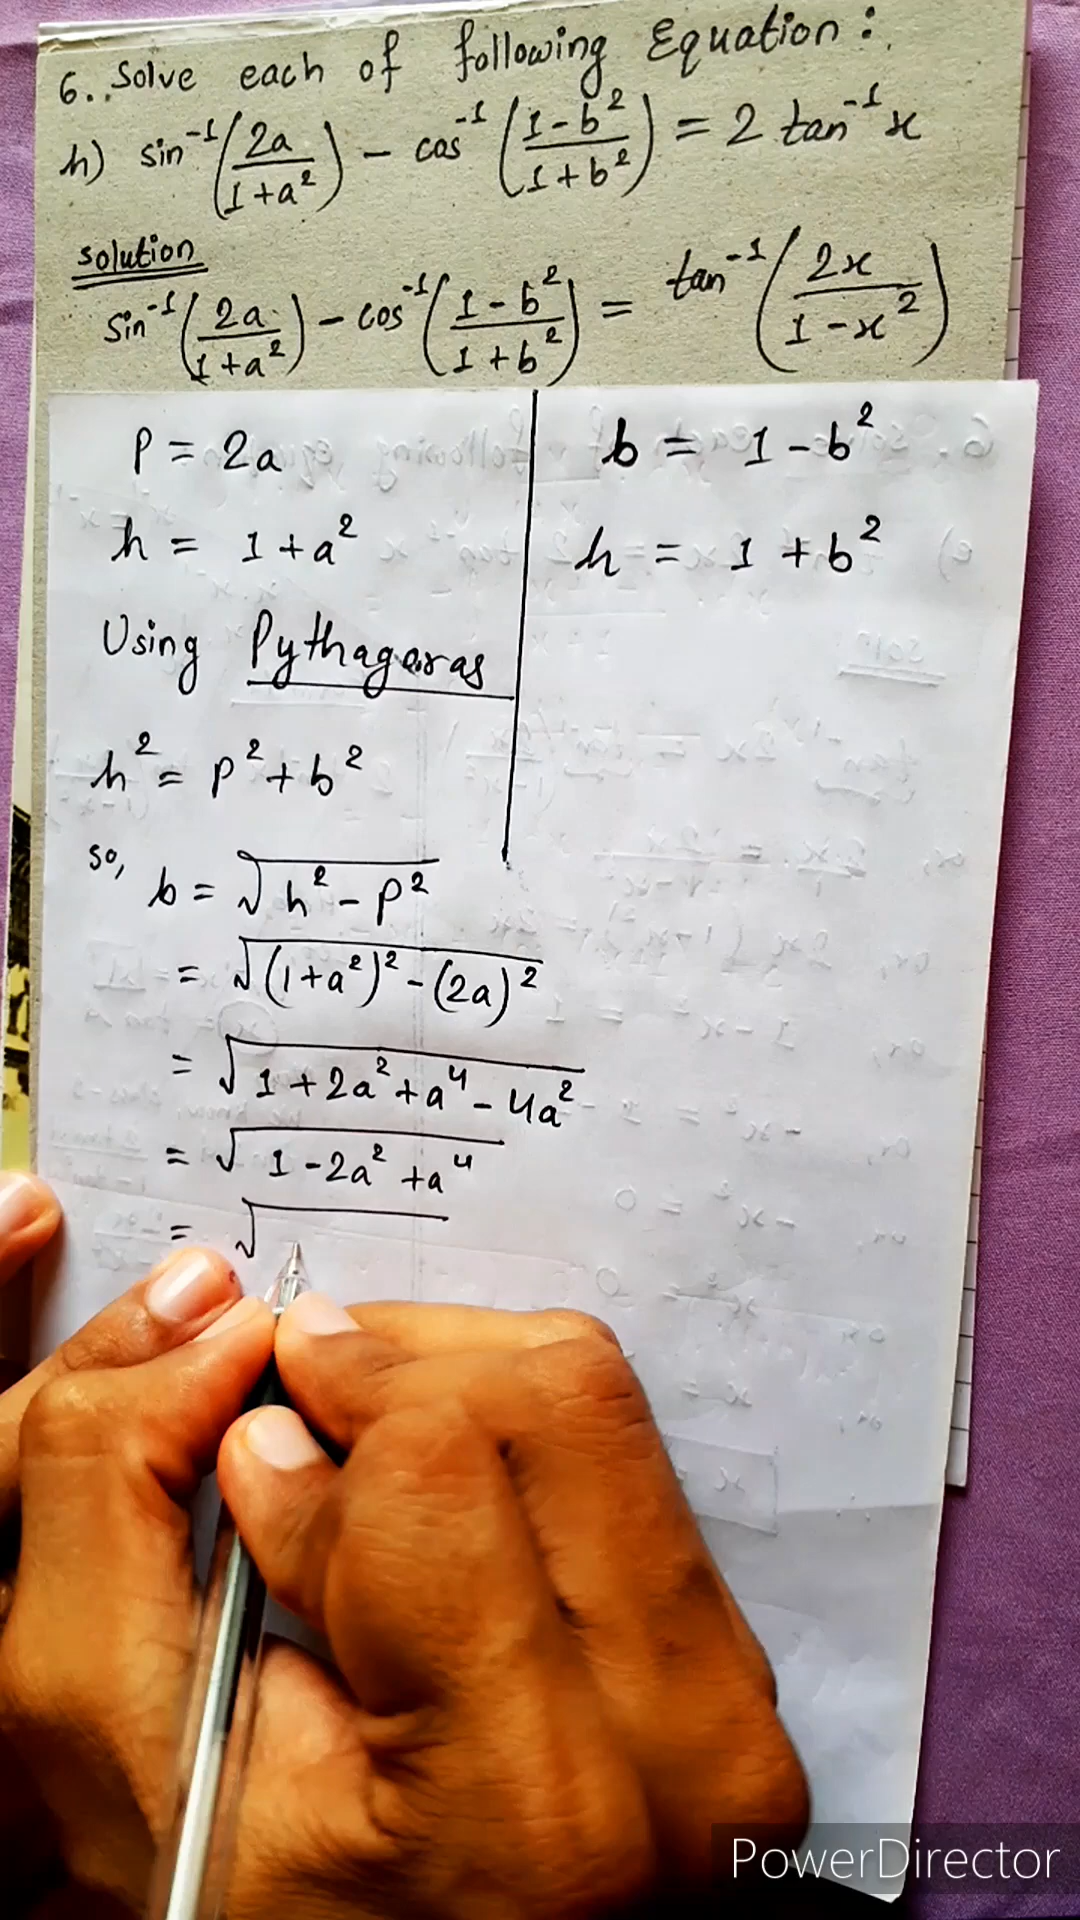 6. Solve each of following Equation:
h) sin⁻¹(2a/1+a²) - cos⁻¹(1-b²/1+b²) = 2 tan⁻¹x
solution
sin⁻¹(2a/1+a²) - cos⁻¹(1-b²/1+b²) = tan⁻¹(2x/1-x²)
p = 2a
h = 1+a²
Using Pythagoras
h² = p²+b²
so, b = √h²-p²
= √(1+a²)²-(2a)²
= √1+2a²+a⁴-4a²
= √1-2a²+a⁴
= √
b = 1-b²
h = 1+b²
PowerDirector